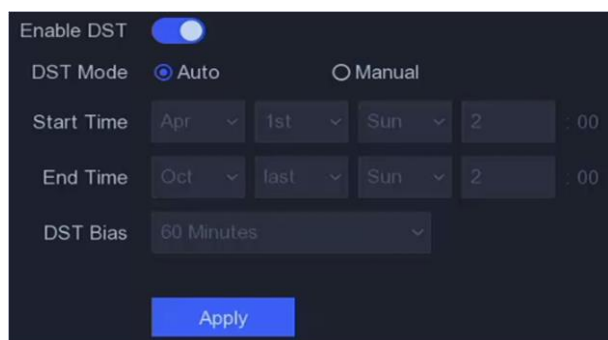 Enable DST
DST Mode Auto Manual
Start Time Apr 1st Sun 2 : 00
End Time Oct last Sun 2 : 00
DST Bias 60 Minutes
Apply